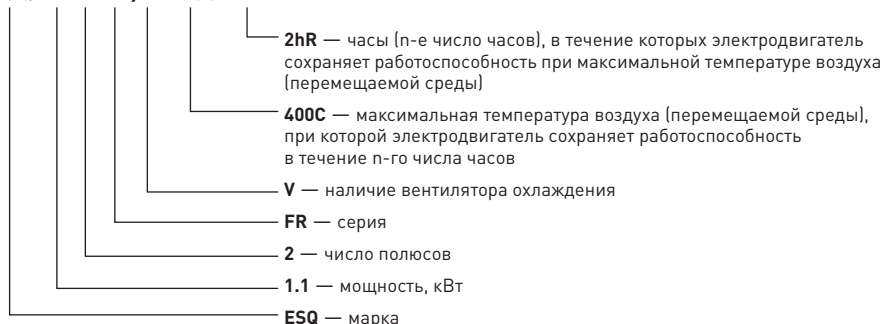 2hR — часы (n-е число часов), в течение которых электродвигатель
сохраняет работоспособность при максимальной температуре воздуха
(перемещаемой среды)
400С — максимальная температура воздуха (перемещаемой среды),
при которой электродвигатель сохраняет работоспособность
в течение n-го числа часов
V — наличие вентилятора охлаждения
FR — серия
2 — число полюсов
1.1 — мощность, кВт
ESQ — марка